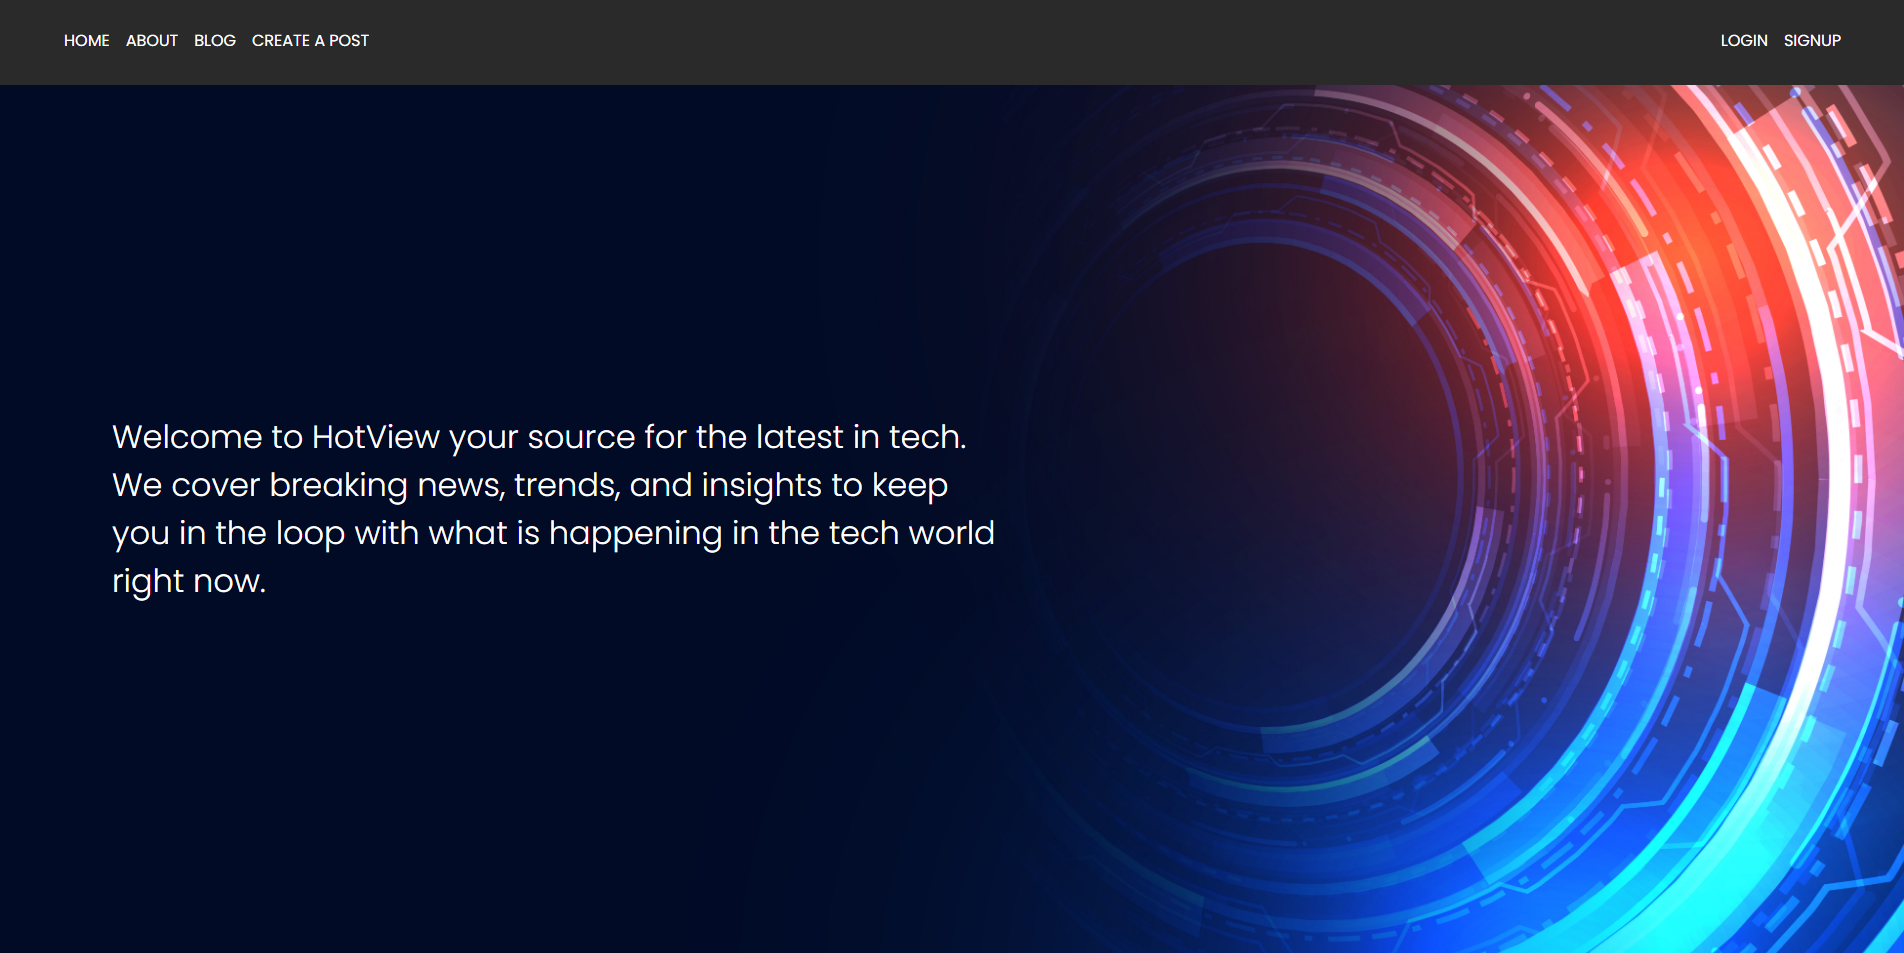 HOME ABOUT BLOG CREATE A POST LOGIN SIGNUP
Welcome to HotView your source for the latest in tech.
We cover breaking news, trends, and insights to keep
you in the loop with what is happening in the tech world
right now.